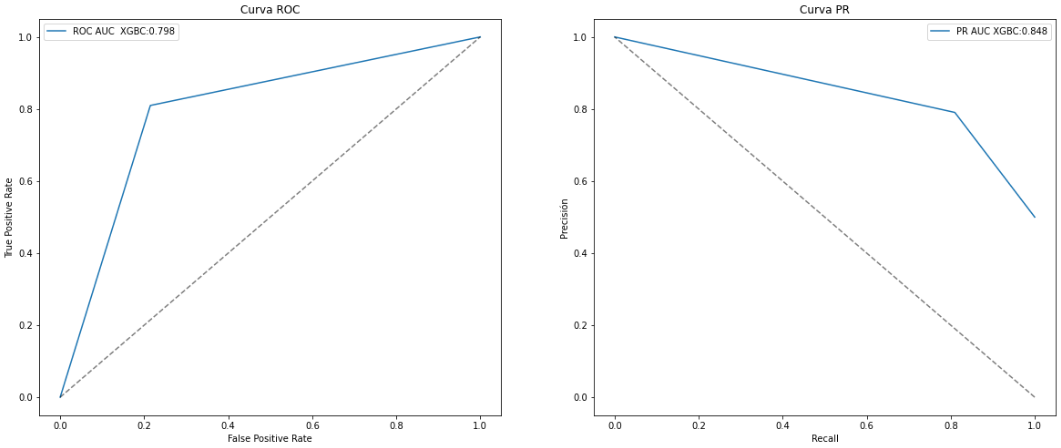 Curva ROC
ROC AUC  XGBC:0.798
1.0
0.8
0.6
0.4
0.2
0.0
True Positive Rate
0.0 0.2 0.4 0.6 0.8 1.0
False Positive Rate
Curva PR
PR AUC XGBC:0.848
1.0
0.8
0.6
0.4
0.2
0.0
Precisión
0.0 0.2 0.4 0.6 0.8 1.0
Recall